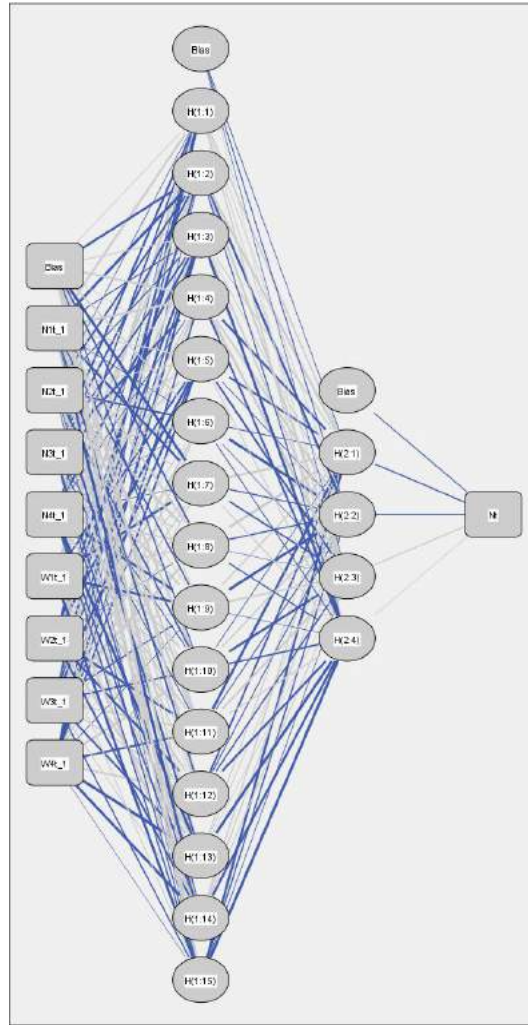 Bias
N1t_1
N2t_1
N3t_1
N4t_1
W1t_1
W2t_1
W3t_1
W4t_1
Bias
H(1:1)
H(1:2)
H(1:3)
H(1:4)
H(1:5)
H(1:6)
H(1:7)
H(1:8)
H(1:9)
H(1:10)
H(1:11)
H(1:12)
H(1:13)
H(1:14)
H(1:15)
Bias
H(2:1)
H(2:2)
H(2:3)
H(2:4)
Nt